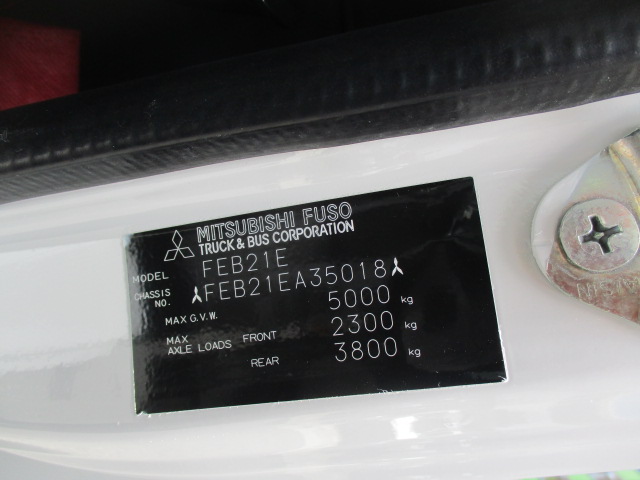 MITSUBISHI FUSO
TRUCK & BUS CORPORATION
MODEL FEB21E
CHASSIS NO. FEB21EA35018
MAX G.V.W. 5000 kg
MAX AXLE LOADS FRONT 2300 kg
REAR 3800 kg